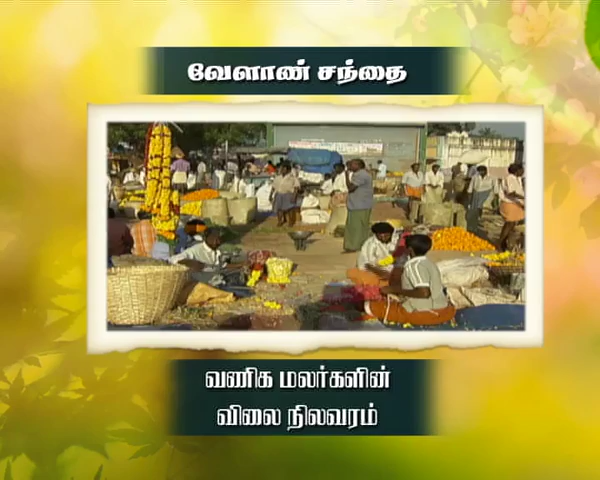 வேளாண் சந்தை
வணிக மலர்களின்
விலை நிலவரம்